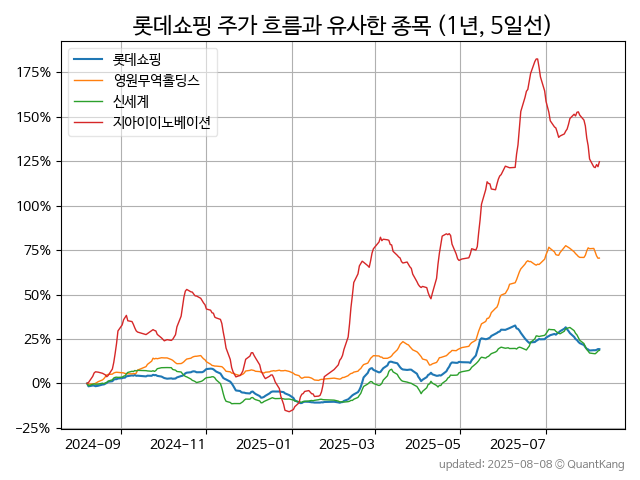 롯데쇼핑 주가 흐름과 유사한 종목 (1년, 5일선)
롯데쇼핑
영원무역홀딩스
신세계
지아이이노베이션
175%
150%
125%
100%
75%
50%
25%
0%
−25%
2024-09 2024-11 2025-01 2025-03 2025-05 2025-07
updated: 2025-08-08 © QuantKang